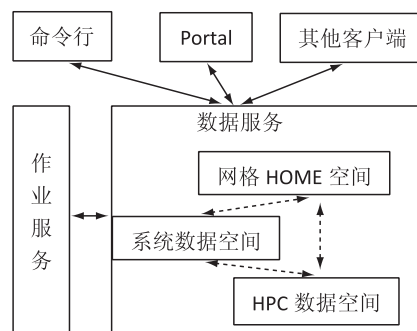 命令行
Portal
其他客户端
数据服务
作业服务
网格 HOME 空间
系统数据空间
HPC 数据空间